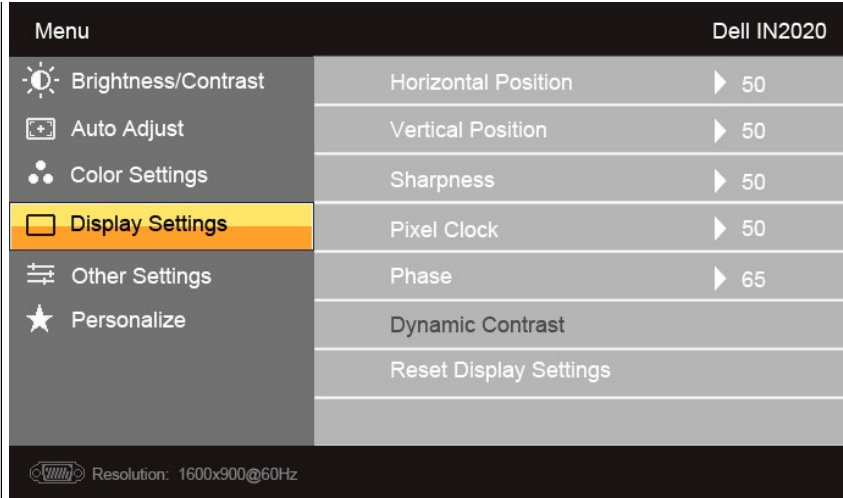 Menu Dell IN2020
Brightness/Contrast Horizontal Position 50
Auto Adjust Vertical Position 50
Color Settings Sharpness 50
Display Settings Pixel Clock 50
Other Settings Phase 65
Personalize Dynamic Contrast
Reset Display Settings
Resolution: 1600x900@60Hz